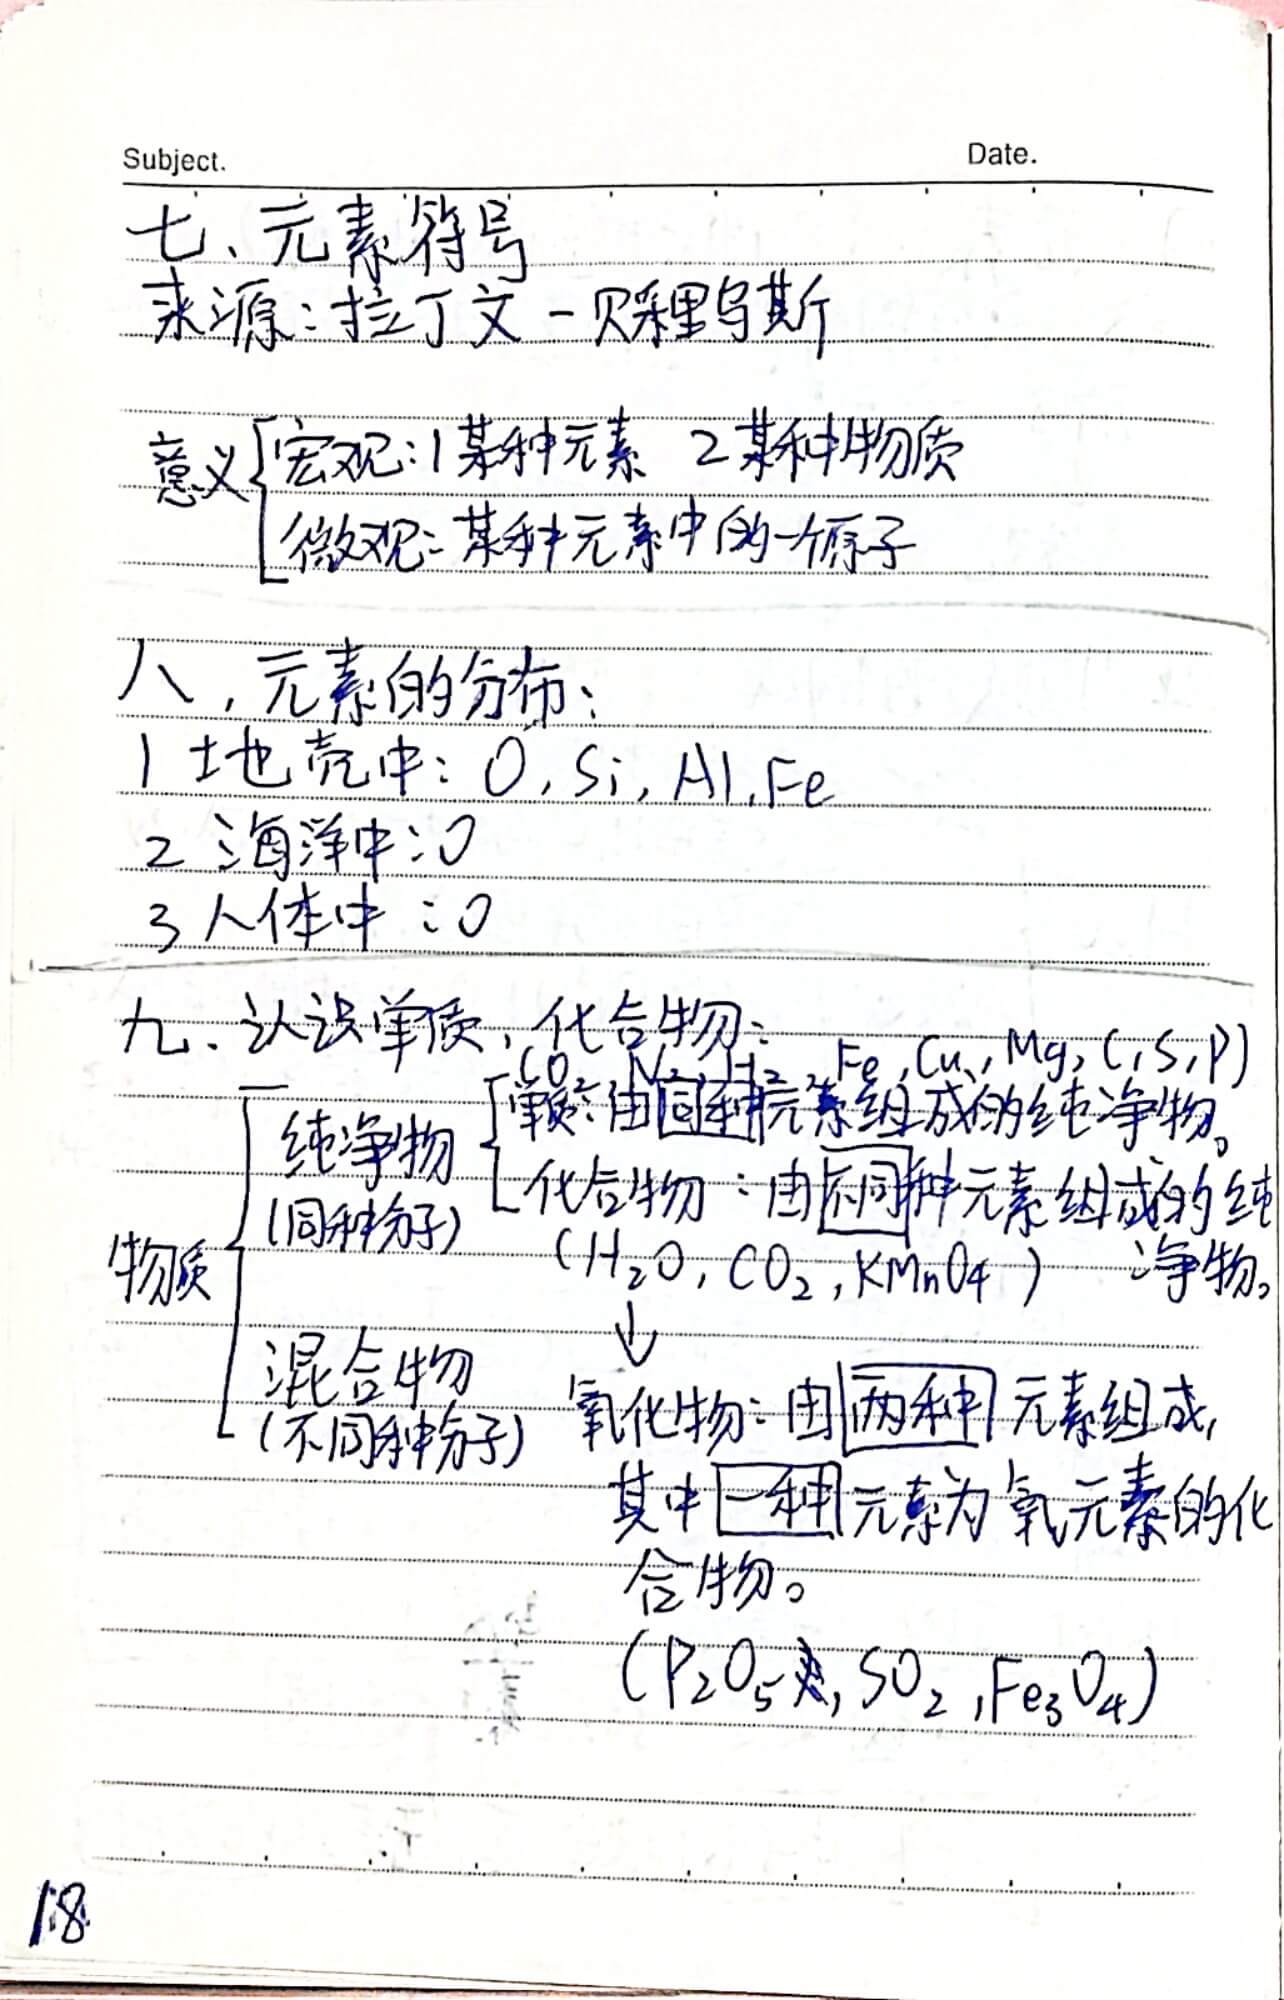 Subject. Date.
七、元素符号
来源:拉丁文-贝采里乌斯
意义
宏观:1某种元素 2某种物质
微观:某种元素中的一个原子
八,元素的分布:
1 地壳中:O,Si,Al,Fe
2 海洋中:O
3 人体中:O
九、认识单质,化合物:
(O₂,N₂,H₂,Fe,Cu,Mg,C,S,P)
物质
纯净物
(同种分子)
单质:由同种元素组成的纯净物。
化合物:由不同种元素组成的纯
净物。
(H₂O,CO₂,KMnO4)
↓
混合物
(不同种分子)
氧化物:由两种元素组成,
其中一种元素为氧元素的化
合物。
(P₂O₅,SO₂,Fe₃O₄)
18